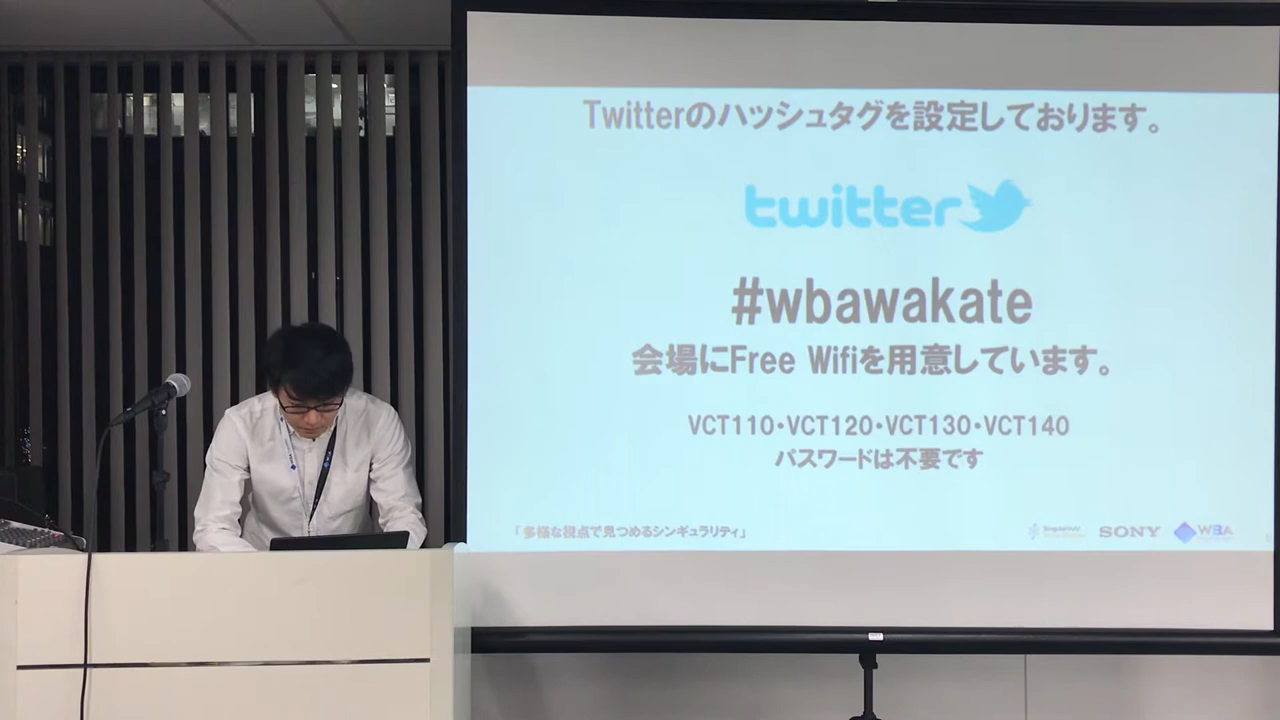 Twitterのハッシュタグを設定しております。
twitter
#wbawakate
会場にFree Wifiを用意しています。
VCT110・VCT120・VCT130・VCT140
パスワードは不要です
「多様な視点で見つめるシンギュラリティ」
SONY
WBA